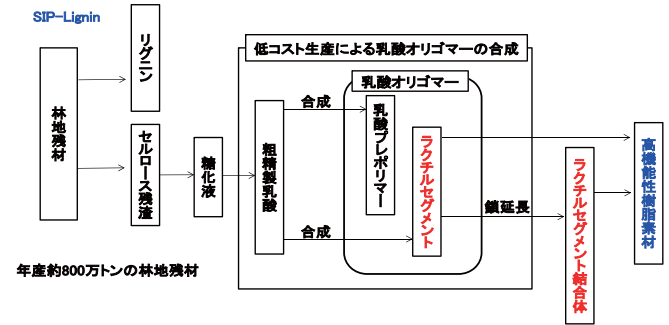 SIP-Lignin
林地残材
リグニン
セルロース残渣
糖化液
低コスト生産による乳酸オリゴマーの合成
粗精製乳酸
合成
合成
乳酸オリゴマー
乳酸プレポリマー
ラクチルセグメント
鎖延長
ラクチルセグメント結合体
高機能性樹脂素材
年産約800万トンの林地残材